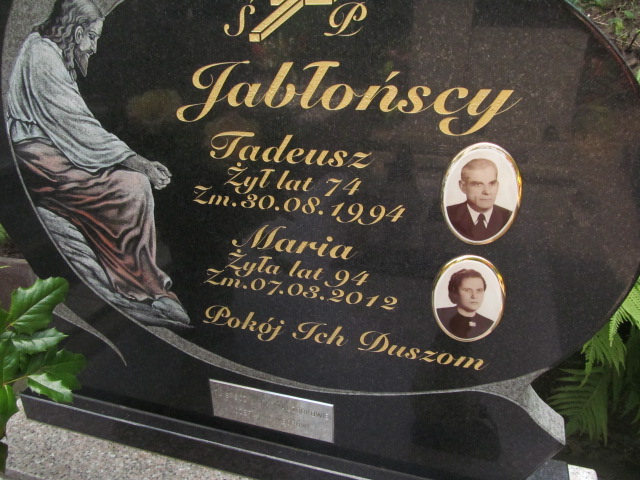 Ś P
Jabłońscy
Tadeusz
Żył lat 74
Zm. 30.08.1994
Maria
Żyła lat 94
Zm. 07.03.2012
Pokój Ich Duszom